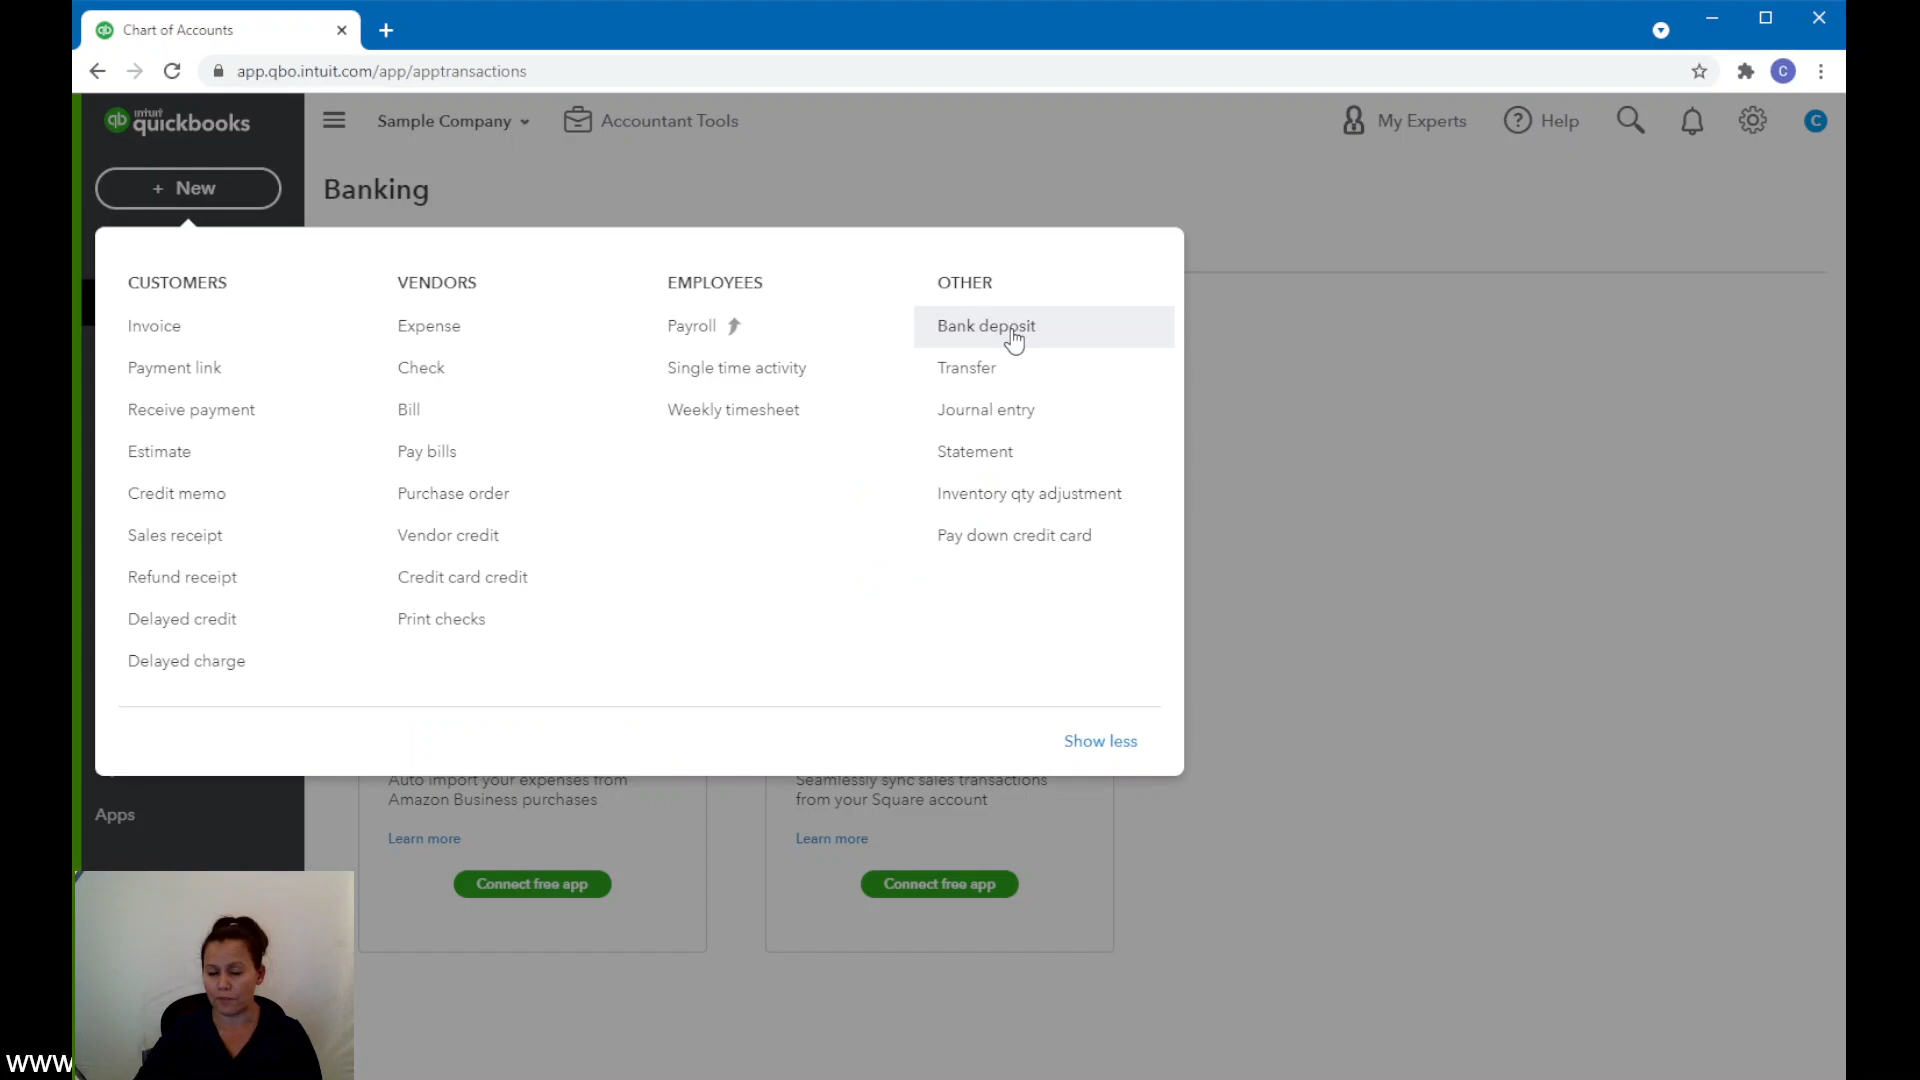 Chart of Accounts
app.qbo.intuit.com/app/apptransactions
C
intuit
qb quickbooks
Sample Company
Accountant Tools
My Experts
? Help
C
+ New
Banking
CUSTOMERS
Invoice
Payment link
Receive payment
Estimate
Credit memo
Sales receipt
Refund receipt
Delayed credit
Delayed charge
VENDORS
Expense
Check
Bill
Pay bills
Purchase order
Vendor credit
Credit card credit
Print checks
EMPLOYEES
Payroll
Single time activity
Weekly timesheet
OTHER
Bank deposit
Transfer
Journal entry
Statement
Inventory qty adjustment
Pay down credit card
Show less
Apps
Auto import your expenses from
Amazon Business purchases
Learn more
Connect free app
Seamlessly sync sales transactions
from your Square account
Learn more
Connect free app
www